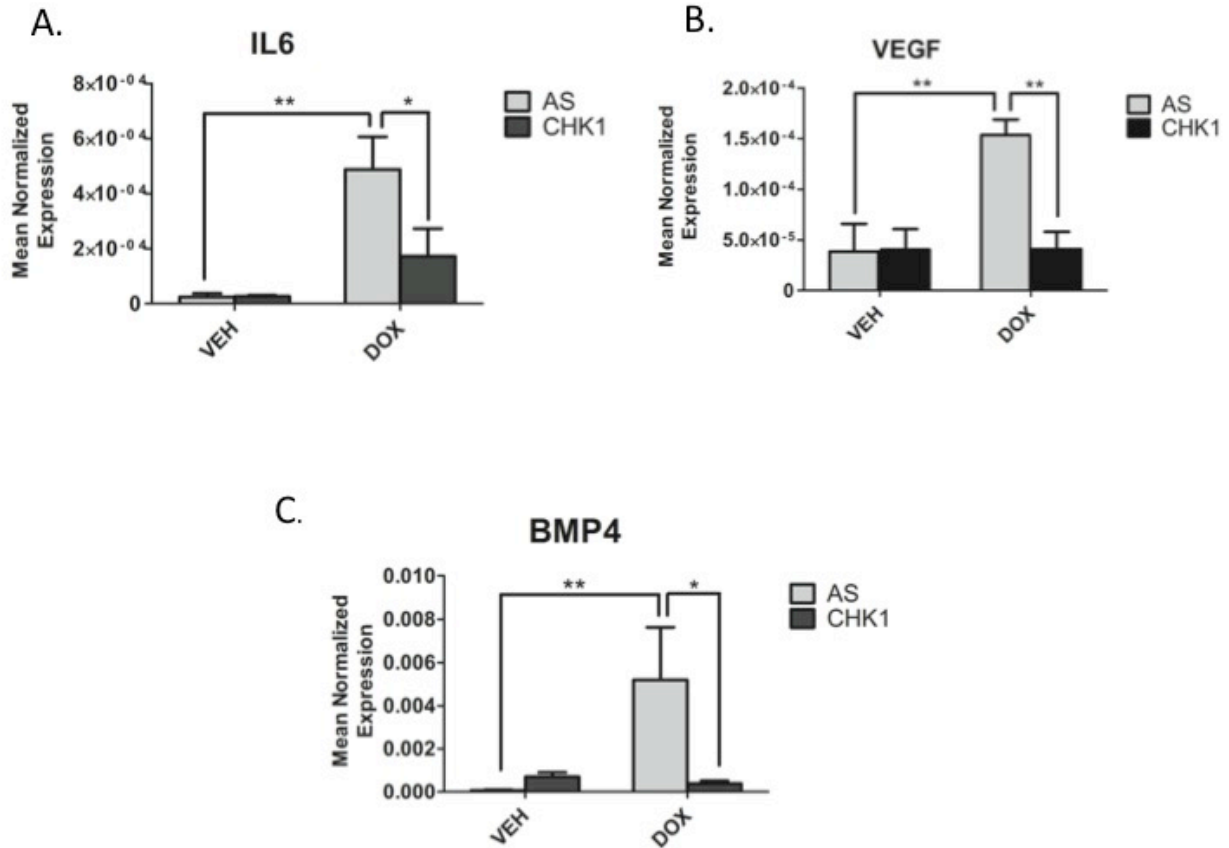 A.
IL6
8×10⁻⁰⁴
6×10⁻⁰⁴
4×10⁻⁰⁴
2×10⁻⁰⁴
0
Mean Normalized
Expression
**
*
AS
CHK1
VEH
DOX
B.
VEGF
2.0×10⁻⁴
1.5×10⁻⁴
1.0×10⁻⁴
5.0×10⁻⁵
0
Mean Normalized
Expression
**
**
AS
CHK1
VEH
DOX
C.
BMP4
0.010
0.008
0.006
0.004
0.002
0.000
Mean Normalized
Expression
**
*
AS
CHK1
VEH
DOX